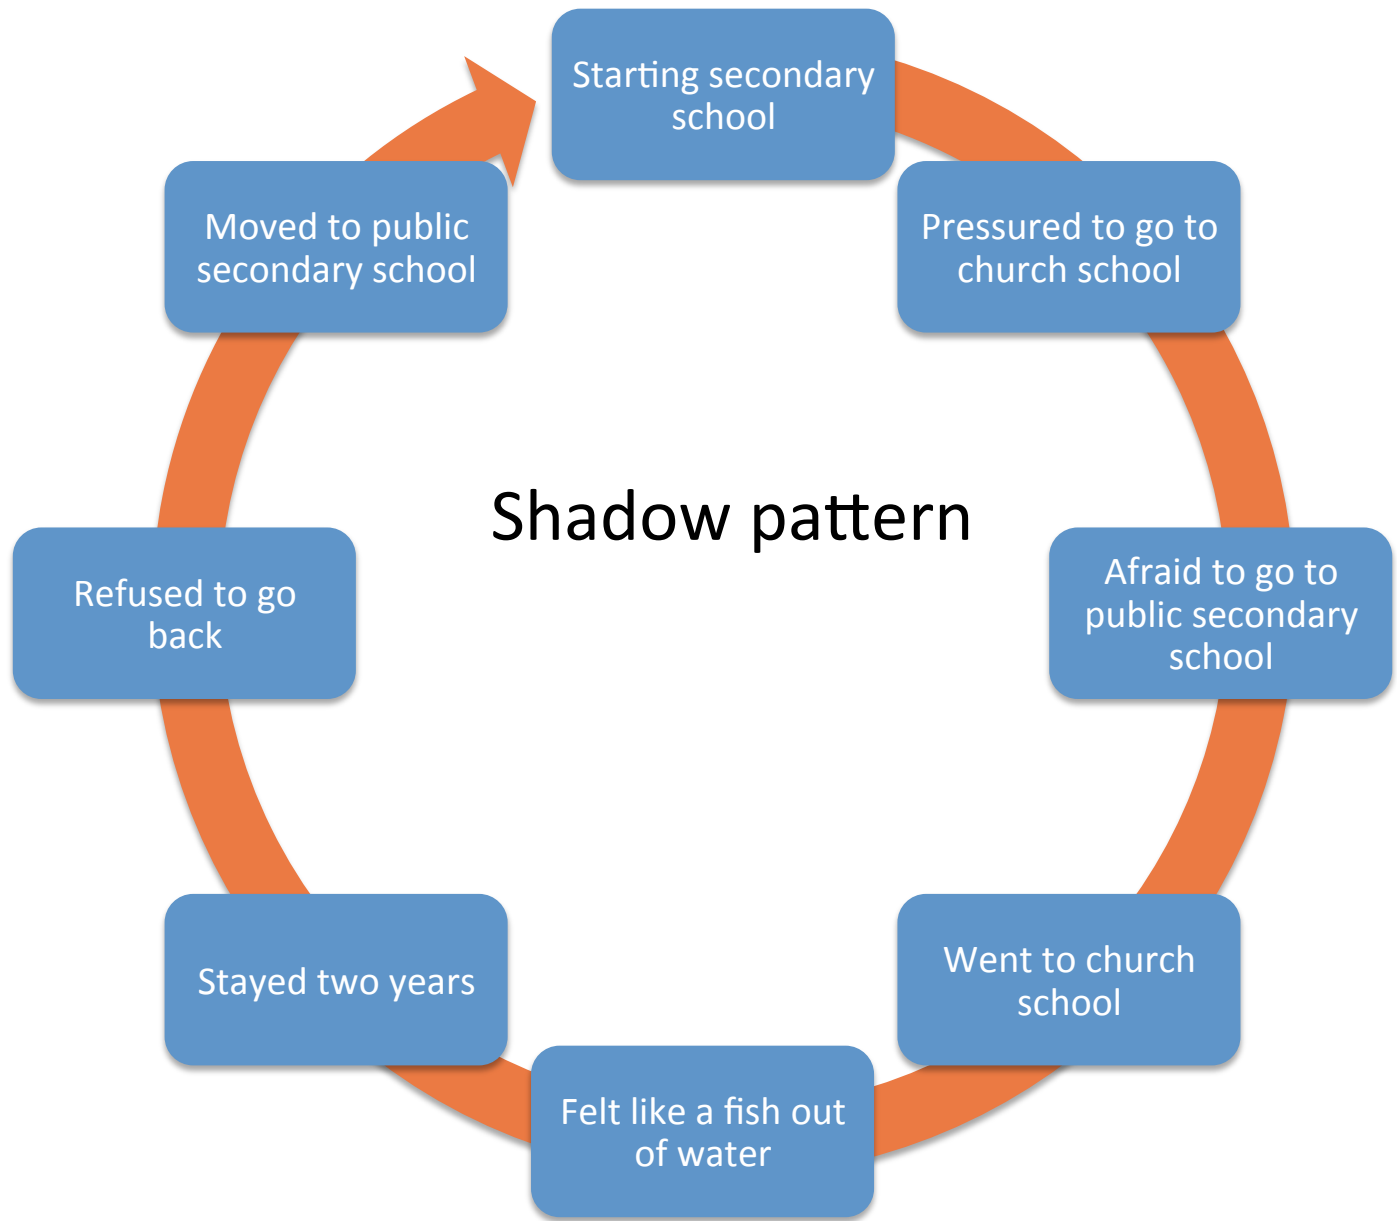 Starting secondary
school
Pressured to go to
church school
Afraid to go to
public secondary
school
Went to church
school
Felt like a fish out
of water
Stayed two years
Refused to go
back
Moved to public
secondary school
Shadow pattern